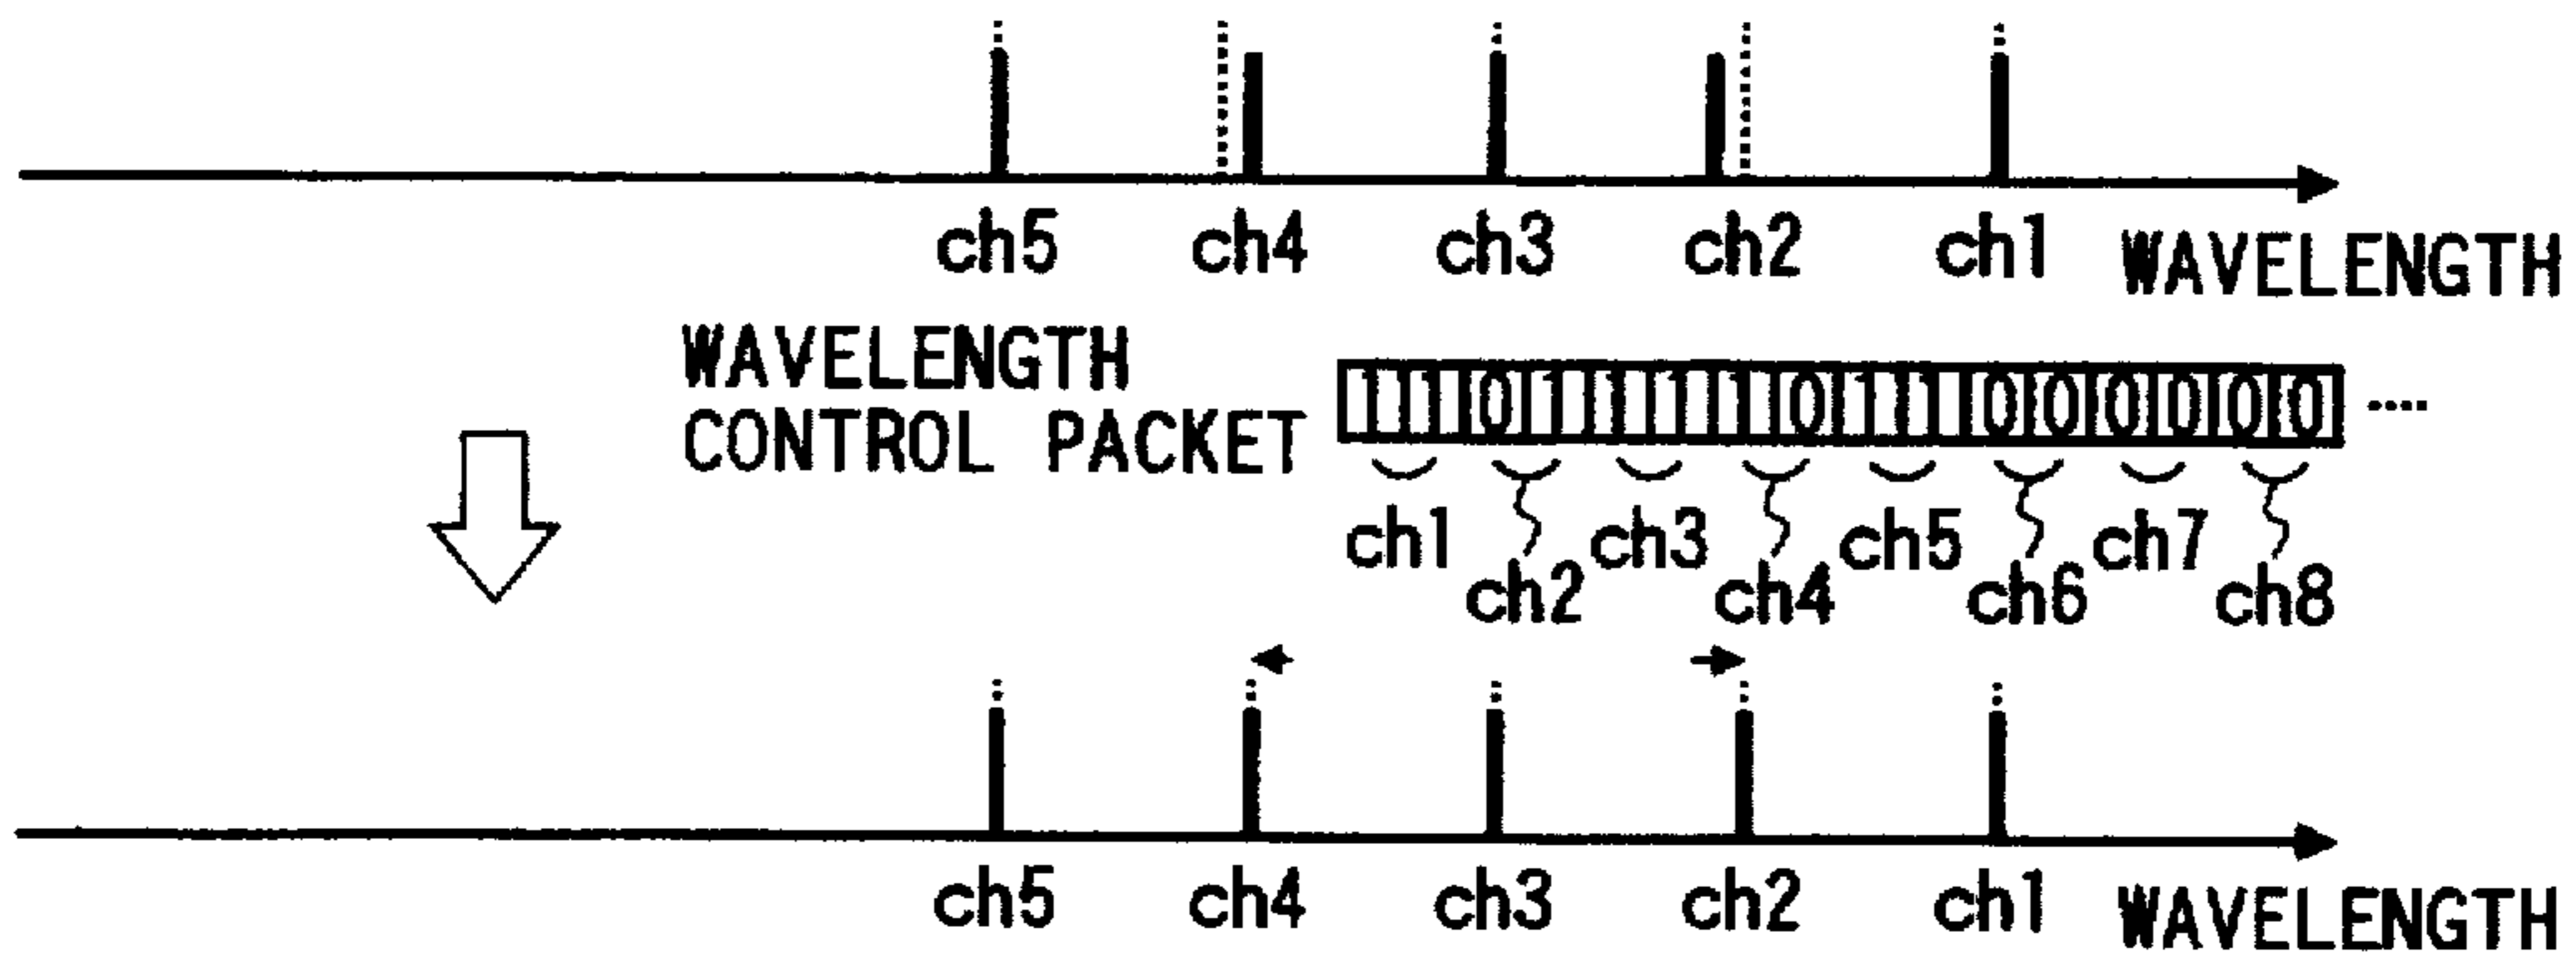 ch5 ch4 ch3 ch2 ch1 WAVELENGTH
WAVELENGTH
CONTROL PACKET 1 1 0 1 1 1 1 0 1 1 0 0 0 0 0 0 ....
ch1 ch3 ch5 ch7
ch2 ch4 ch6 ch8
ch5 ch4 ch3 ch2 ch1 WAVELENGTH